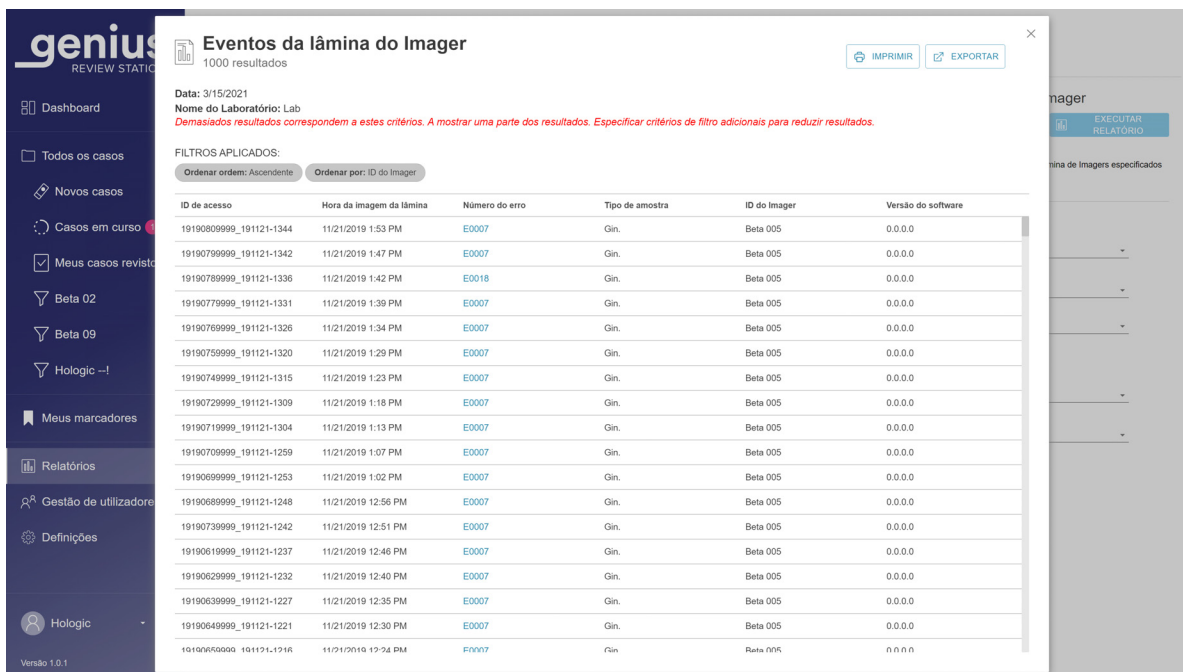 genius
REVIEW STATIO
Dashboard
Todos os casos
Novos casos
Casos em curso
Meus casos revisto
Beta 02
Beta 09
Hologic --!
Meus marcadores
Relatórios
Gestão de utilizadore
Definições
Hologic
Versão 1.0.1
Eventos da lâmina do Imager
1000 resultados
IMPRIMIR
EXPORTAR
Data: 3/15/2021
Nome do Laboratório: Lab
Demasiados resultados correspondem a estes critérios. A mostrar uma parte dos resultados. Especificar critérios de filtro adicionais para reduzir resultados.
FILTROS APLICADOS:
Ordenar ordem: Ascendente Ordenar por: ID do Imager
ID de acesso Hora da imagem da lâmina Número do erro Tipo de amostra ID do Imager Versão do software
19190809999_191121-1344 11/21/2019 1:53 PM E0007 Gin. Beta 005 0.0.0.0
19190799999_191121-1342 11/21/2019 1:47 PM E0007 Gin. Beta 005 0.0.0.0
19190789999_191121-1336 11/21/2019 1:42 PM E0018 Gin. Beta 005 0.0.0.0
19190779999_191121-1331 11/21/2019 1:39 PM E0007 Gin. Beta 005 0.0.0.0
19190769999_191121-1326 11/21/2019 1:34 PM E0007 Gin. Beta 005 0.0.0.0
19190759999_191121-1320 11/21/2019 1:29 PM E0007 Gin. Beta 005 0.0.0.0
19190749999_191121-1315 11/21/2019 1:23 PM E0007 Gin. Beta 005 0.0.0.0
19190729999_191121-1309 11/21/2019 1:18 PM E0007 Gin. Beta 005 0.0.0.0
19190719999_191121-1304 11/21/2019 1:13 PM E0007 Gin. Beta 005 0.0.0.0
19190709999_191121-1259 11/21/2019 1:07 PM E0007 Gin. Beta 005 0.0.0.0
19190699999_191121-1253 11/21/2019 1:02 PM E0007 Gin. Beta 005 0.0.0.0
19190689999_191121-1248 11/21/2019 12:56 PM E0007 Gin. Beta 005 0.0.0.0
19190739999_191121-1242 11/21/2019 12:51 PM E0007 Gin. Beta 005 0.0.0.0
19190619999_191121-1237 11/21/2019 12:46 PM E0007 Gin. Beta 005 0.0.0.0
19190629999_191121-1232 11/21/2019 12:40 PM E0007 Gin. Beta 005 0.0.0.0
19190639999_191121-1227 11/21/2019 12:35 PM E0007 Gin. Beta 005 0.0.0.0
19190649999_191121-1221 11/21/2019 12:30 PM E0007 Gin. Beta 005 0.0.0.0
19190659999_191121-1216 11/21/2019 12:24 PM E0007 Gin. Beta 005 0.0.0.0
mager
EXECUTAR
RELATÓRIO
mina de Imagers especificados